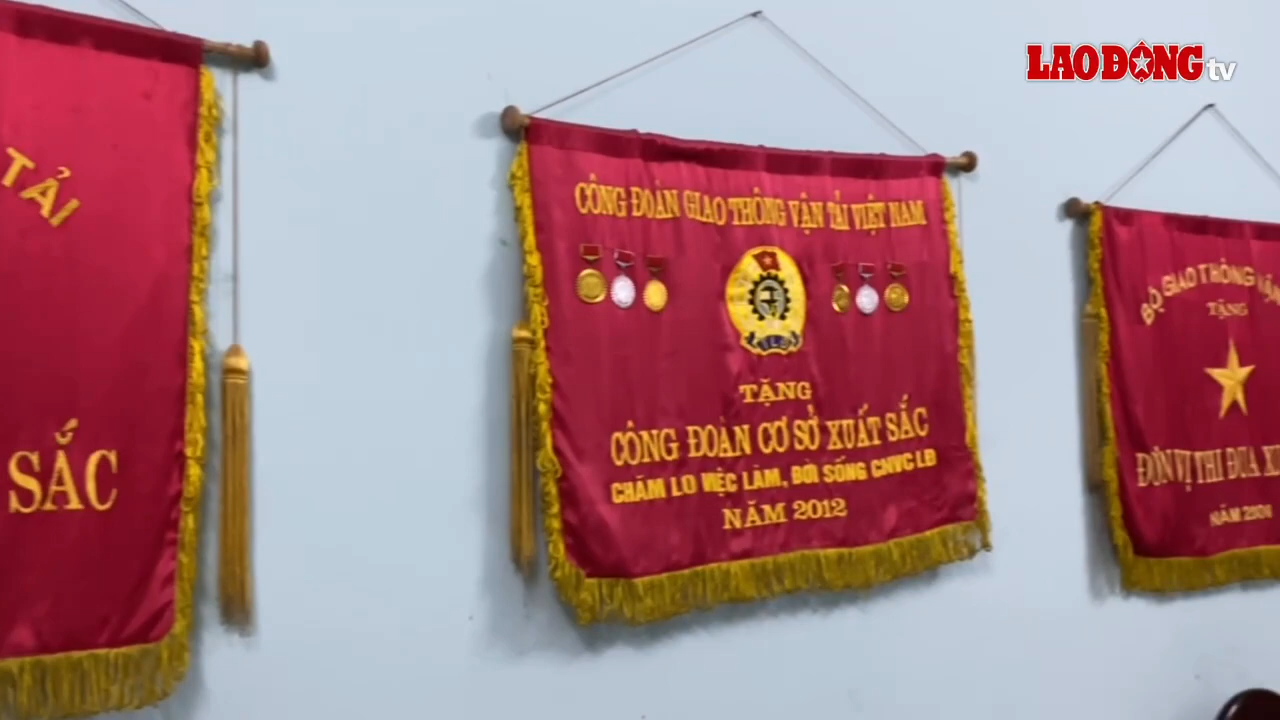 LAO ĐỘNG tv
TẢI
SẮC
CÔNG ĐOÀN GIAO THÔNG VẬN TẢI VIỆT NAM
TẶNG
CÔNG ĐOÀN CƠ SỞ XUẤT SẮC
CHĂM LO VIỆC LÀM, ĐỜI SỐNG CNVC LĐ
NĂM 2012
BỘ GIAO THÔNG VẬN
TẶNG
ĐƠN VỊ THI ĐUA
NĂM